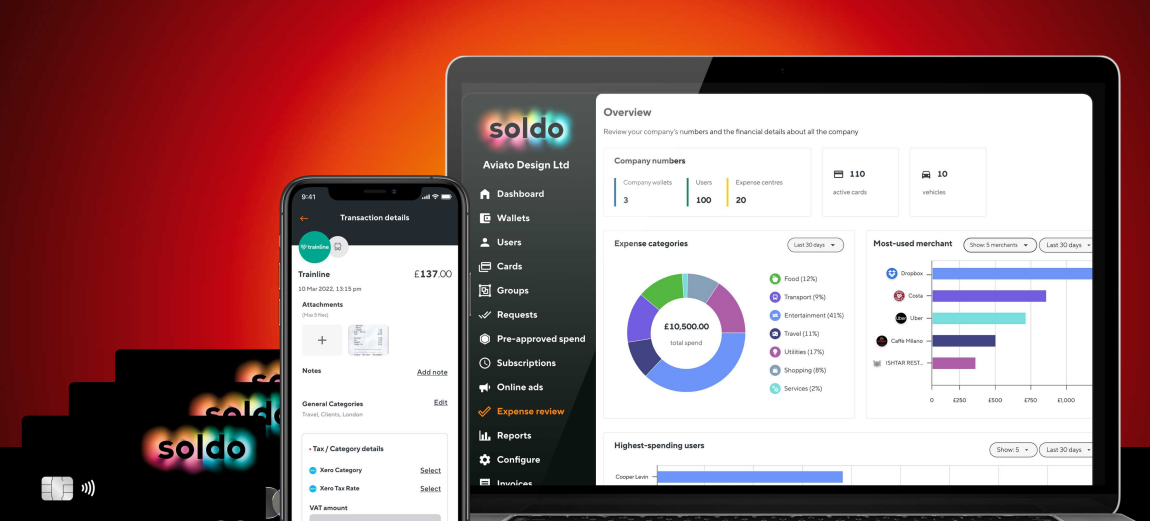 soldo
Aviato Design Ltd
Dashboard
Wallets
Users
Cards
Groups
Requests
Pre-approved spend
Subscriptions
Online ads
Expense review
Reports
Configure
Invoices
Overview
Review your company's numbers and the financial details about all the company
Company numbers
Company wallets
3
Users
100
Expense centres
20
110
active cards
10
vehicles
Expense categories
Last 30 days
£10,500.00
total spend
Food (12%)
Transport (9%)
Entertainment (41%)
Travel (11%)
Utilities (17%)
Shopping (8%)
Services (2%)
Most-used merchant
Show: 5 merchants
Last 30 days
Dropbox
Costa
Uber
Uber
Caffè Milano
ISHTAR REST...
0 £250 £500 £750 £1,000
Highest-spending users
Show: 5
Last 30 days
Cooper Levin
9:41
Transaction details
trainline
Trainline £137.00
10 Mar 2022, 13:15 pm
Attachments
(Max 5 files)
+
Notes Add note
General Categories Edit
Travel, Clients, London
• Tax / Category details
Xero Category Select
Xero Tax Rate Select
VAT amount
soldo